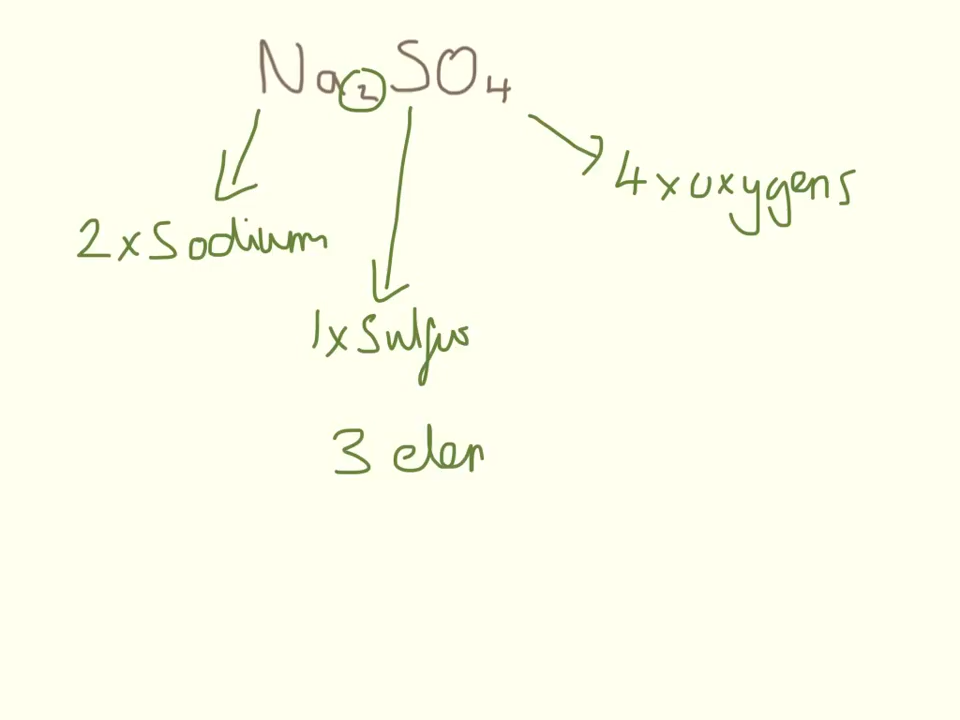 Na₂SO₄
4 x oxygens
2 x Sodium
1 x Sulfur
3 elem